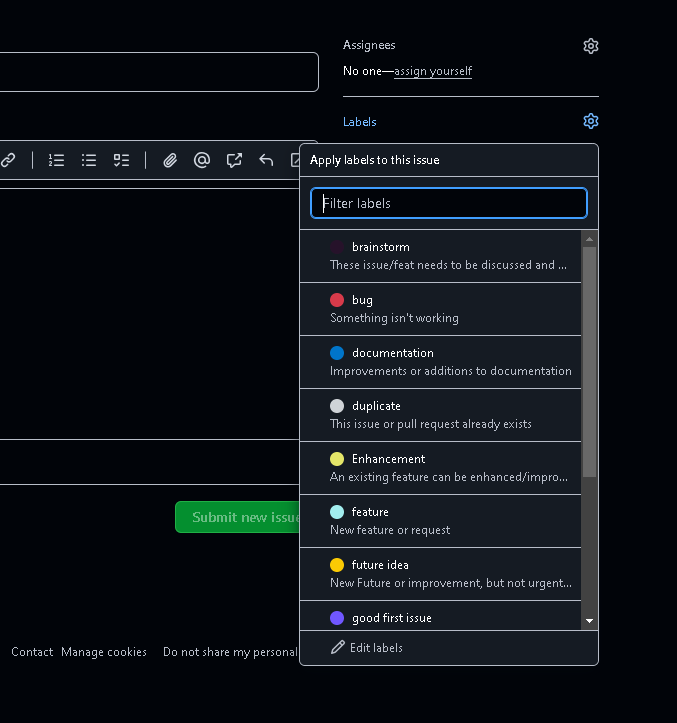 Assignees
No one—assign yourself
Labels
Apply labels to this issue
Filter labels
brainstorm
These issue/feat needs to be discussed and ...
bug
Something isn't working
documentation
Improvements or additions to documentation
duplicate
This issue or pull request already exists
Enhancement
An existing feature can be enhanced/impro...
feature
New feature or request
future idea
New Future or improvement, but not urgent...
good first issue
Edit labels
Submit new issue
Contact Manage cookies Do not share my personal